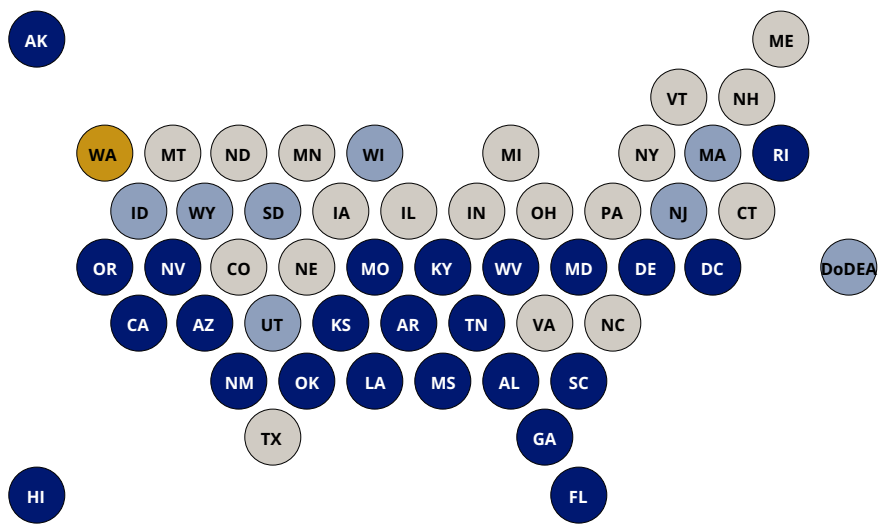 AK ME
VT NH
WA MT ND MN WI MI NY MA RI
ID WY SD IA IL IN OH PA NJ CT
OR NV CO NE MO KY WV MD DE DC DoDEA
CA AZ UT KS AR TN VA NC
NM OK LA MS AL SC
TX GA
HI FL